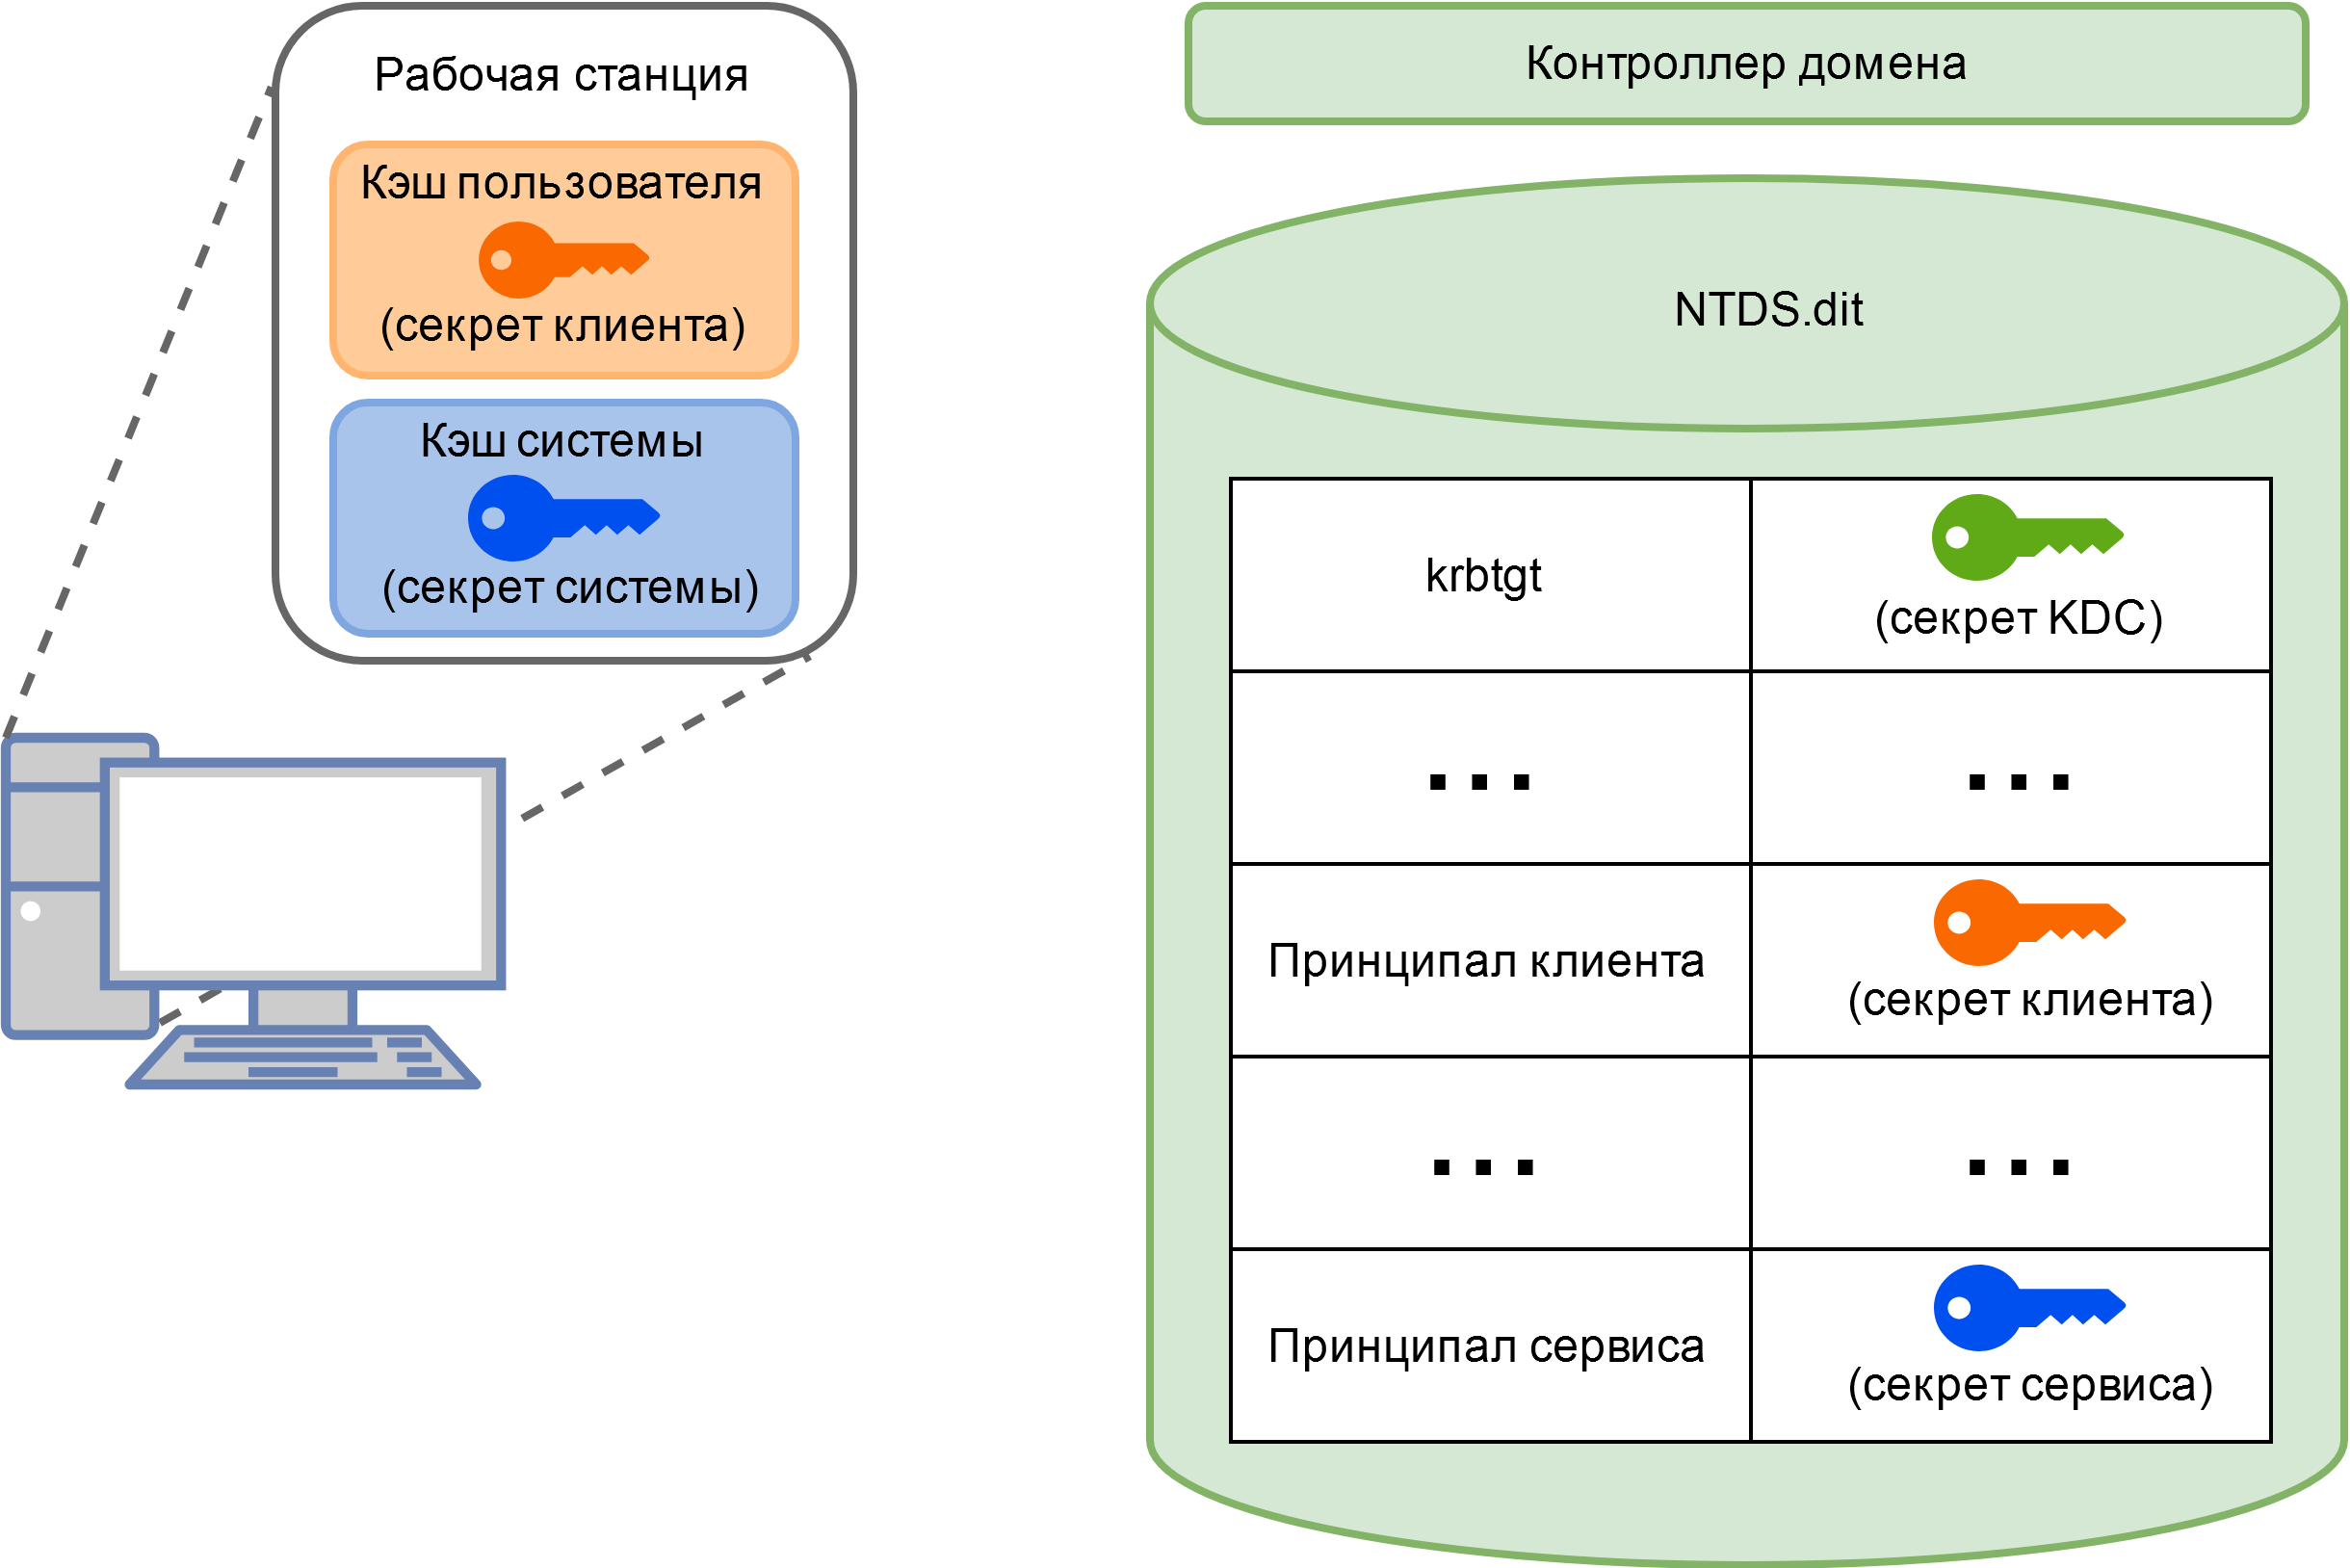 Рабочая станция
Кэш пользователя
(секрет клиента)
Кэш системы
(секрет системы)
Контроллер домена
NTDS.dit
krbtgt
(секрет KDC)
...
...
Принципал клиента
(секрет клиента)
...
...
Принципал сервиса
(секрет сервиса)